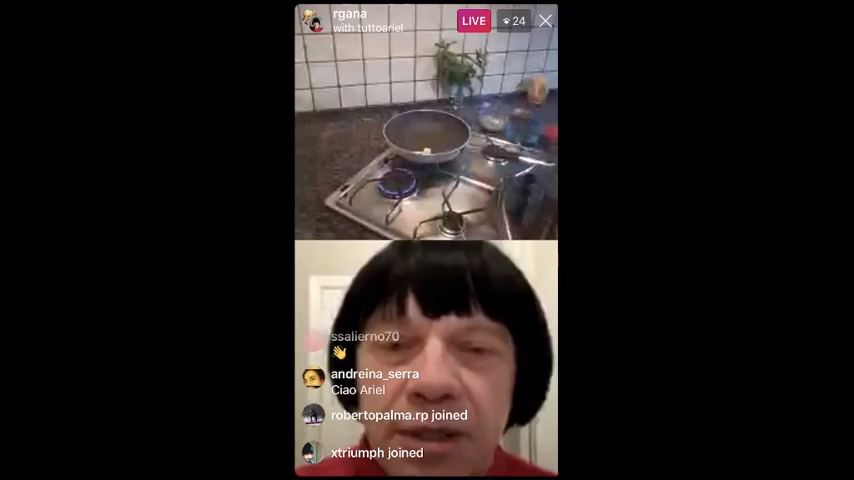 rgana
with tuttoariel
LIVE
24
ssalierno70
👋
andreina_serra
Ciao Ariel
robertopalma.rp joined
xtriumph joined